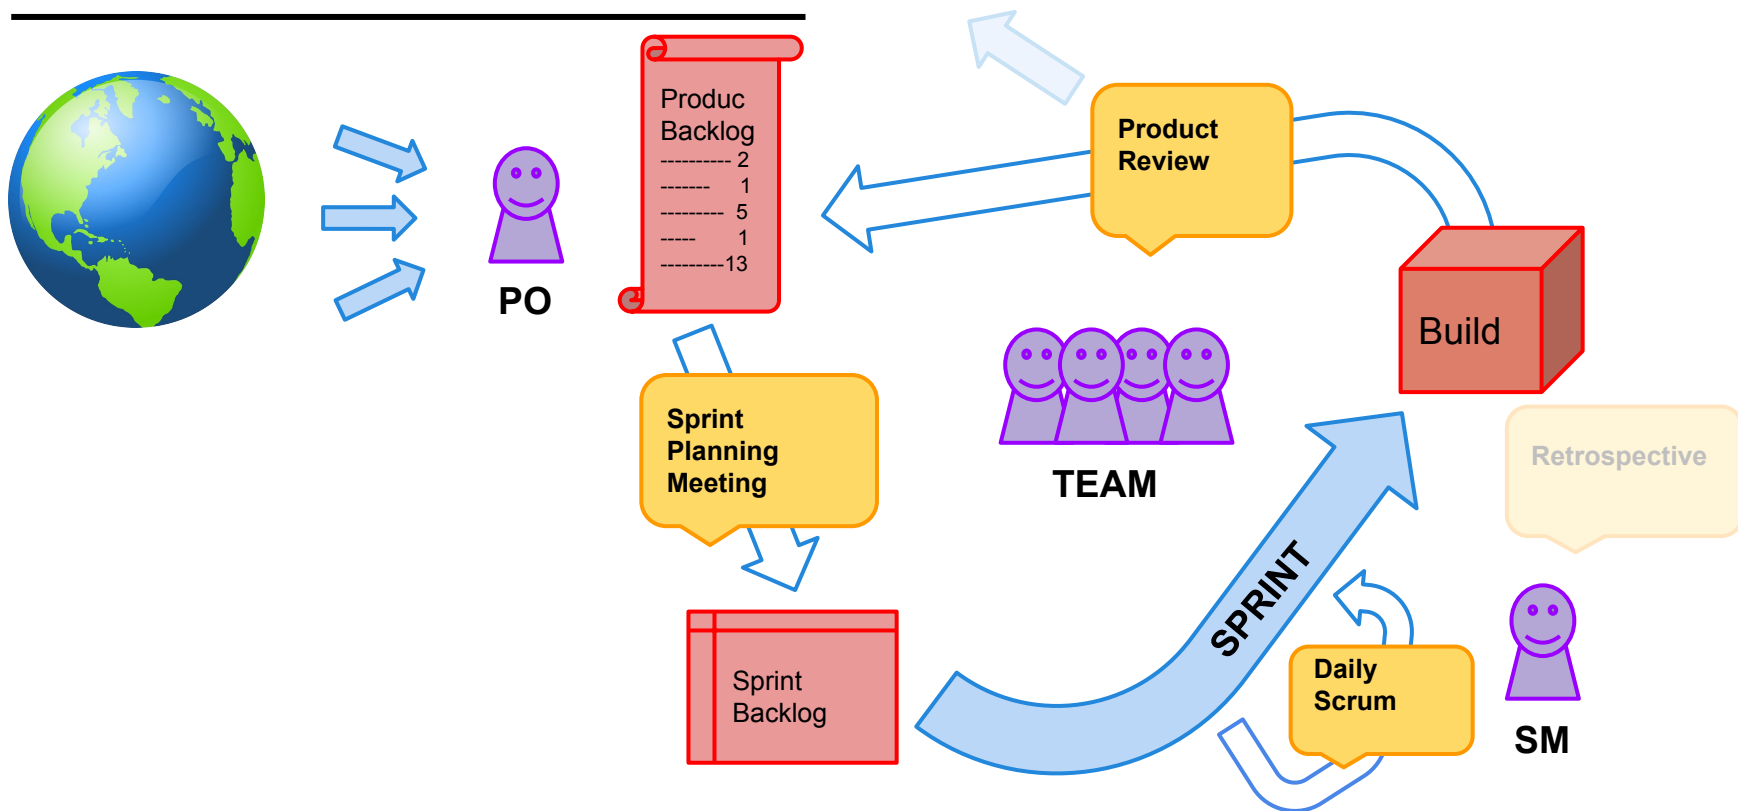 Produc
Backlog
---------- 2
------- 1
--------- 5
----- 1
---------13
PO
Product
Review
Build
Sprint
Planning
Meeting
TEAM
Retrospective
SPRINT
Sprint
Backlog
Daily
Scrum
SM